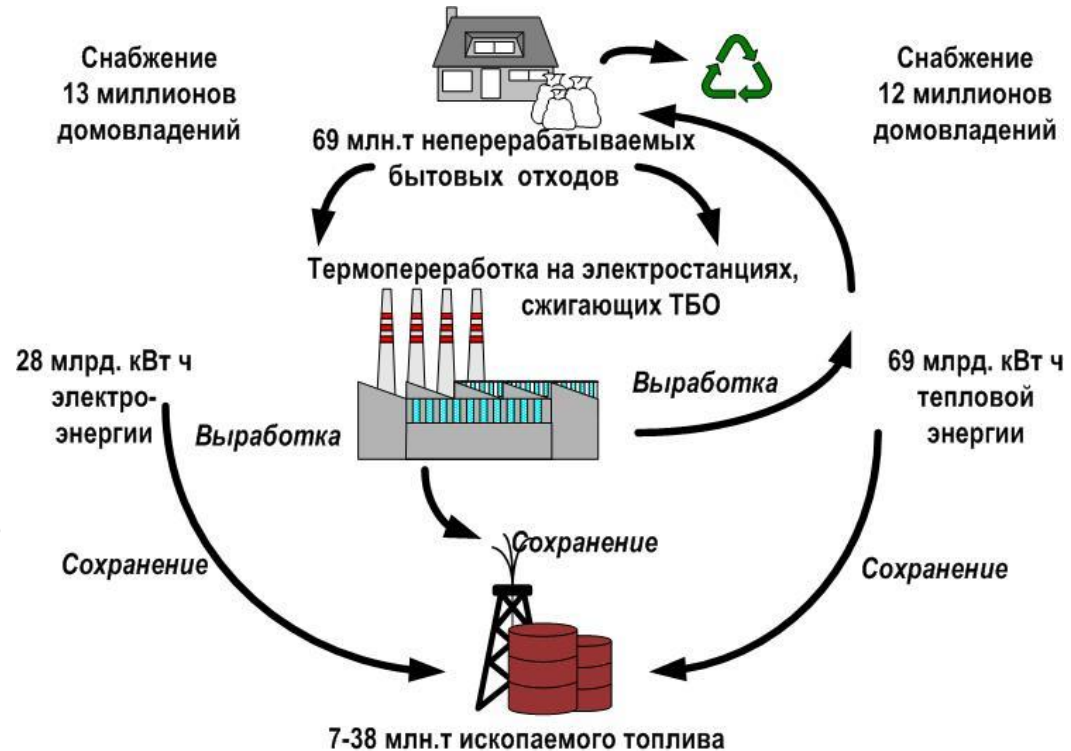 Снабжение
13 миллионов
домовладений
Снабжение
12 миллионов
домовладений
69 млн.т неперерабатываемых
бытовых отходов
Термопереработка на электростанциях,
сжигающих ТБО
28 млрд. кВт ч
электро-
энергии
Выработка
Выработка
69 млрд. кВт ч
тепловой
энергии
Сохранение
Сохранение
Сохранение
7-38 млн.т ископаемого топлива